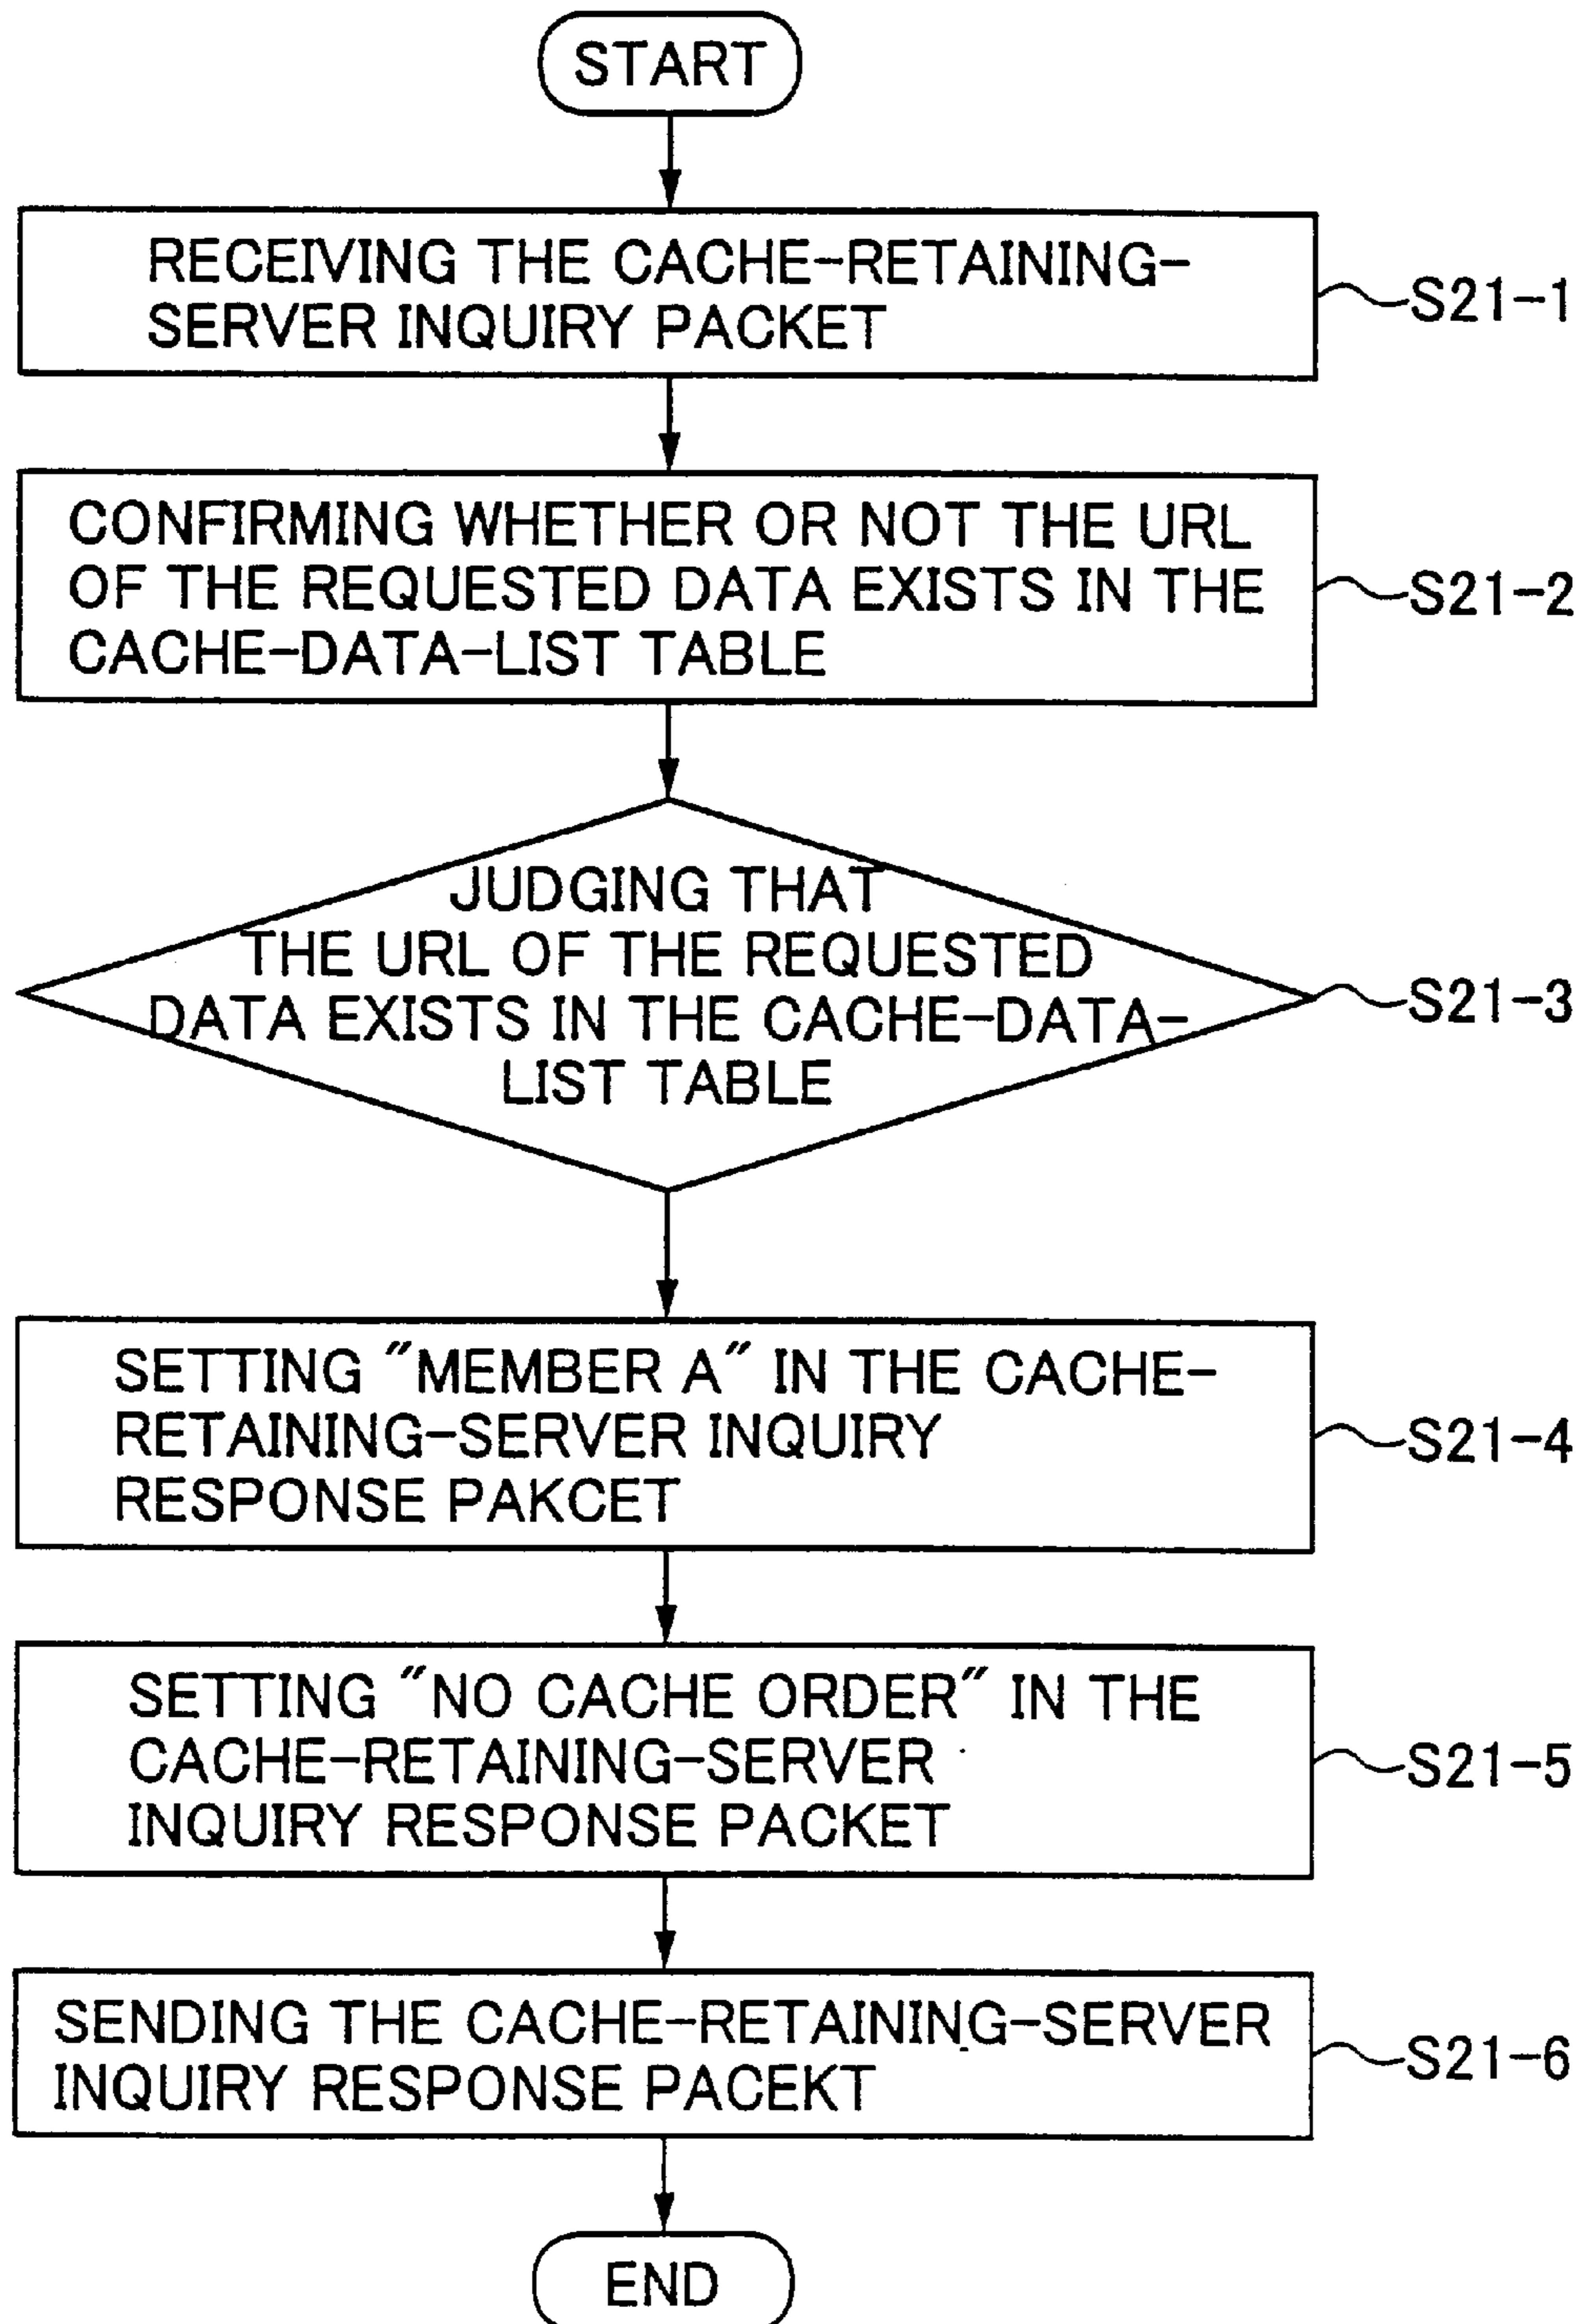 START
RECEIVING THE CACHE-RETAINING-
SERVER INQUIRY PACKET
S21-1
CONFIRMING WHETHER OR NOT THE URL
OF THE REQUESTED DATA EXISTS IN THE
CACHE-DATA-LIST TABLE
S21-2
JUDGING THAT
THE URL OF THE REQUESTED
DATA EXISTS IN THE CACHE-DATA-
LIST TABLE
S21-3
SETTING "MEMBER A" IN THE CACHE-
RETAINING-SERVER INQUIRY
RESPONSE PAKCET
S21-4
SETTING "NO CACHE ORDER" IN THE
CACHE-RETAINING-SERVER
INQUIRY RESPONSE PACKET
S21-5
SENDING THE CACHE-RETAINING-SERVER
INQUIRY RESPONSE PACEKT
S21-6
END